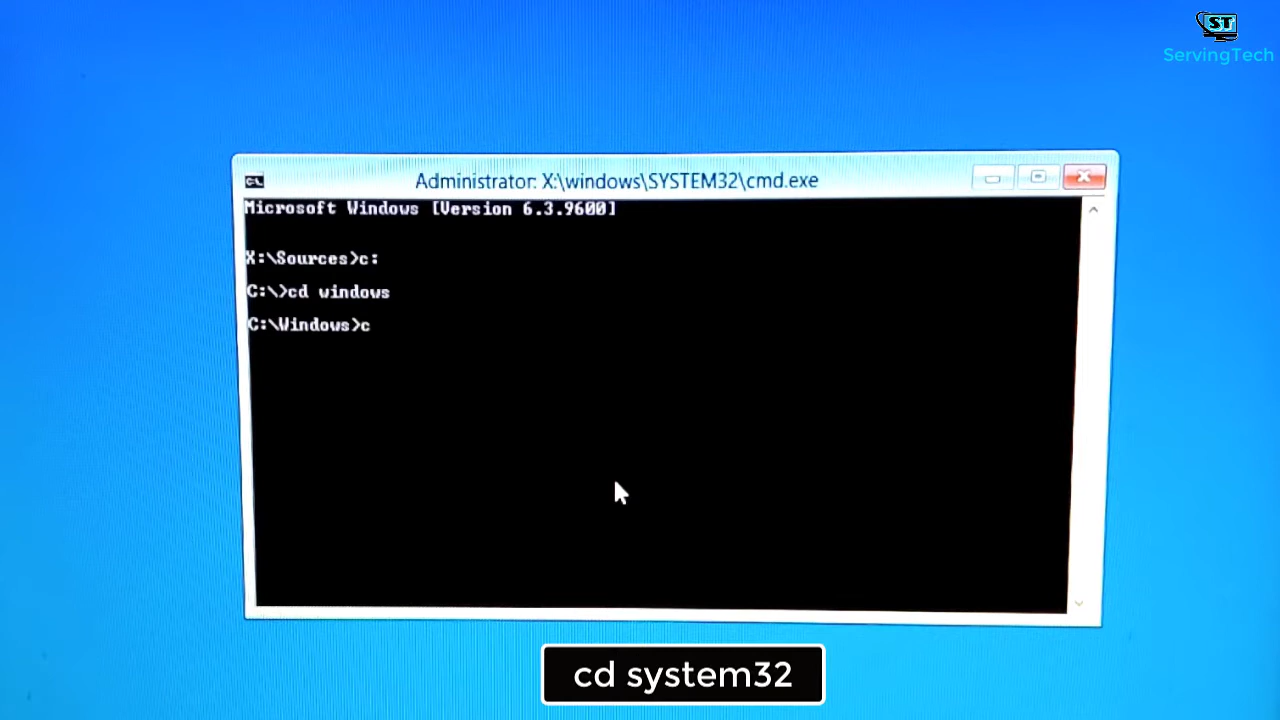 ST
ServingTech
Administrator: X:\windows\SYSTEM32\cmd.exe
Microsoft Windows [Version 6.3.9600]
X:\Sources>c:
C:\>cd windows
C:\Windows>c
cd system32